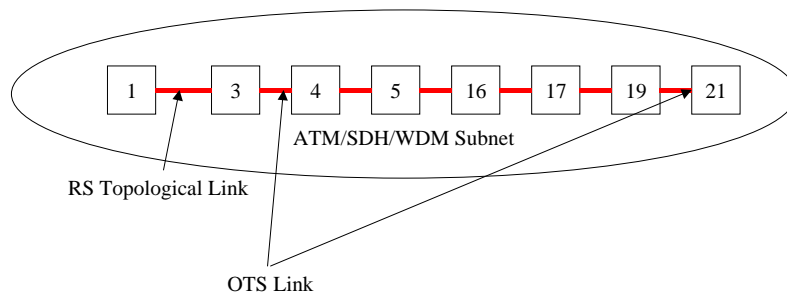 1 3 4 5 16 17 19 21
ATM/SDH/WDM Subnet
RS Topological Link
OTS Link